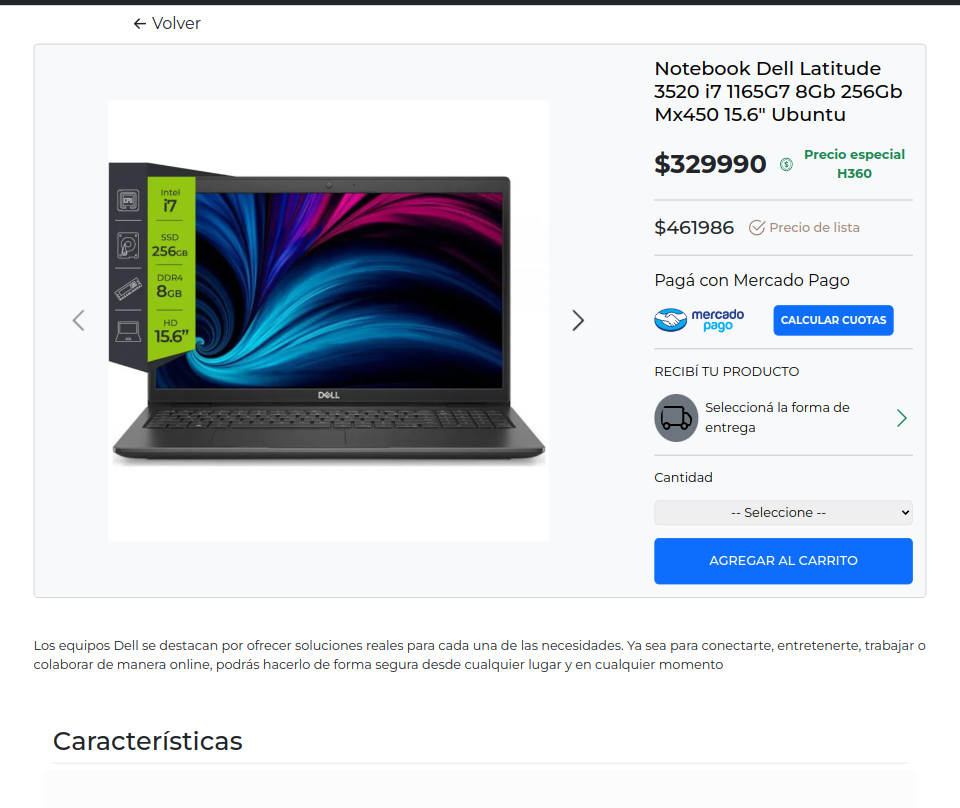 ← Volver
Notebook Dell Latitude
3520 i7 1165G7 8Gb 256Gb
Mx450 15.6" Ubuntu
$329990
Precio especial
H360
$461986 Precio de lista
Pagá con Mercado Pago
mercado
pago
CALCULAR CUOTAS
RECIBÍ TU PRODUCTO
Seleccioná la forma de
entrega
Cantidad
-- Seleccione --
AGREGAR AL CARRITO
CPU
Intel
i7
SSD
256GB
DDR4
8GB
HD
15.6”
DELL
Los equipos Dell se destacan por ofrecer soluciones reales para cada una de las necesidades. Ya sea para conectarte, entretenerte, trabajar o
colaborar de manera online, podrás hacerlo de forma segura desde cualquier lugar y en cualquier momento
Características